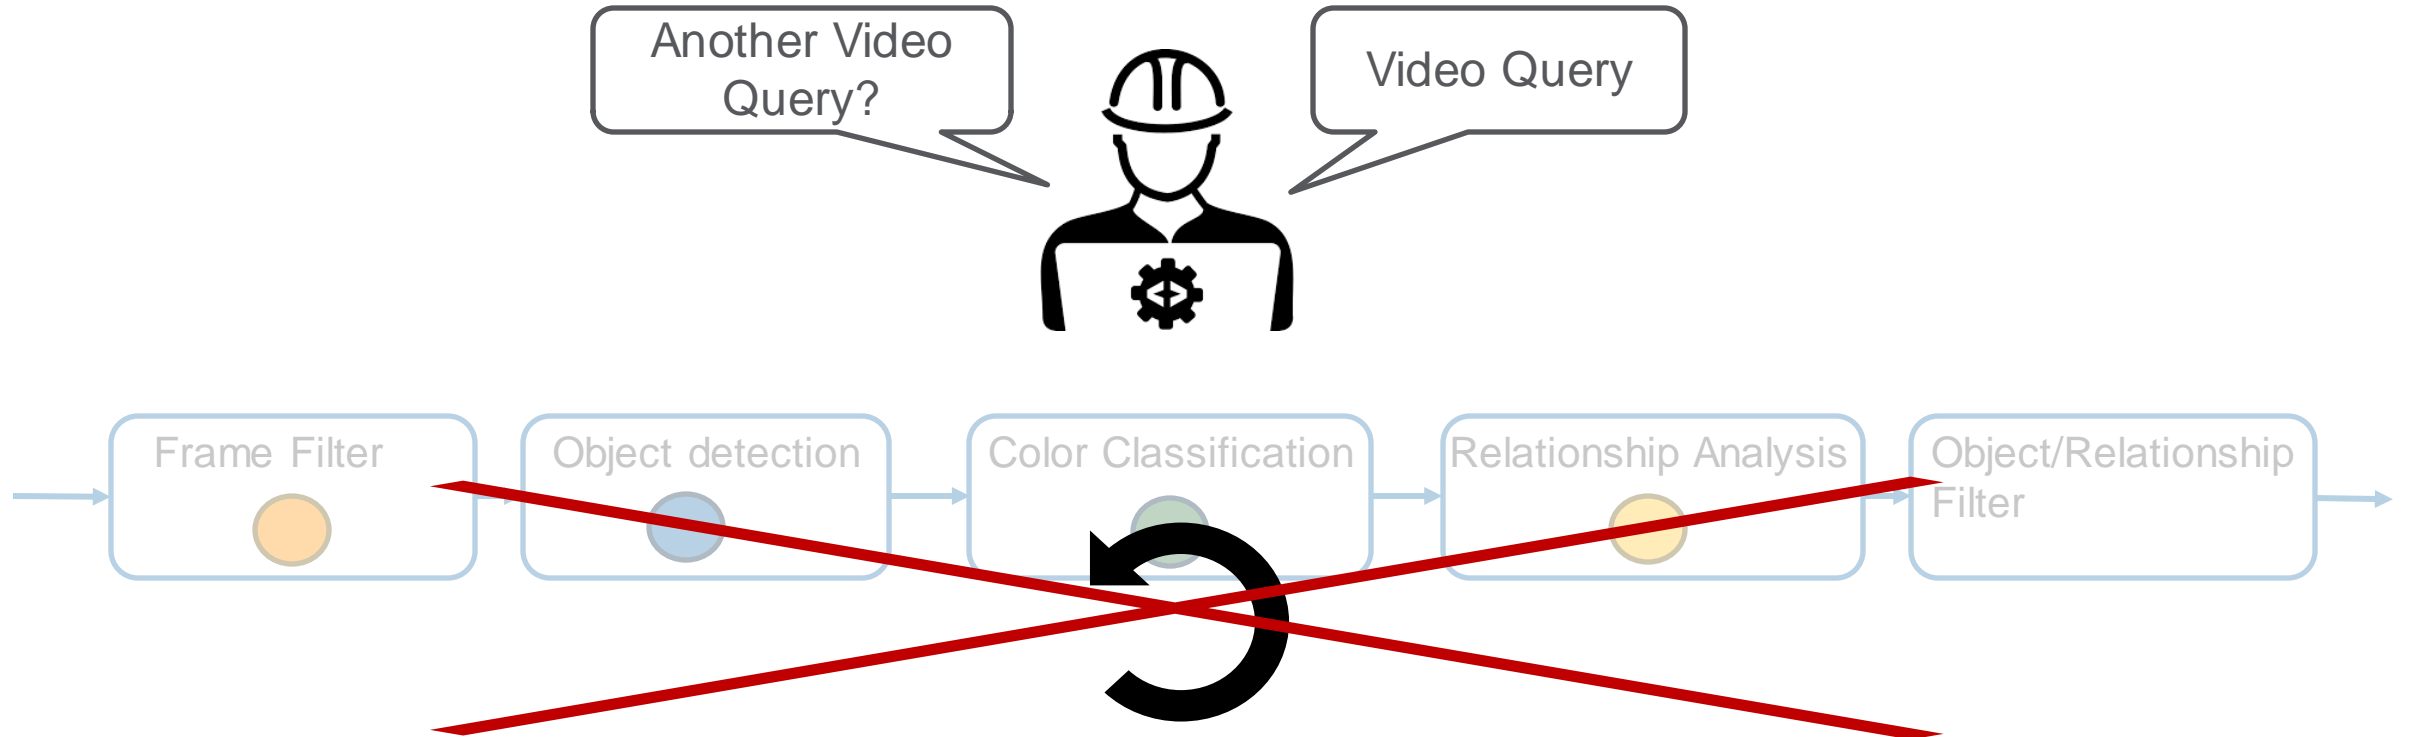 Another Video
Query?
Video Query
Frame Filter
Object detection
Color Classification
Relationship Analysis
Object/Relationship
Filter